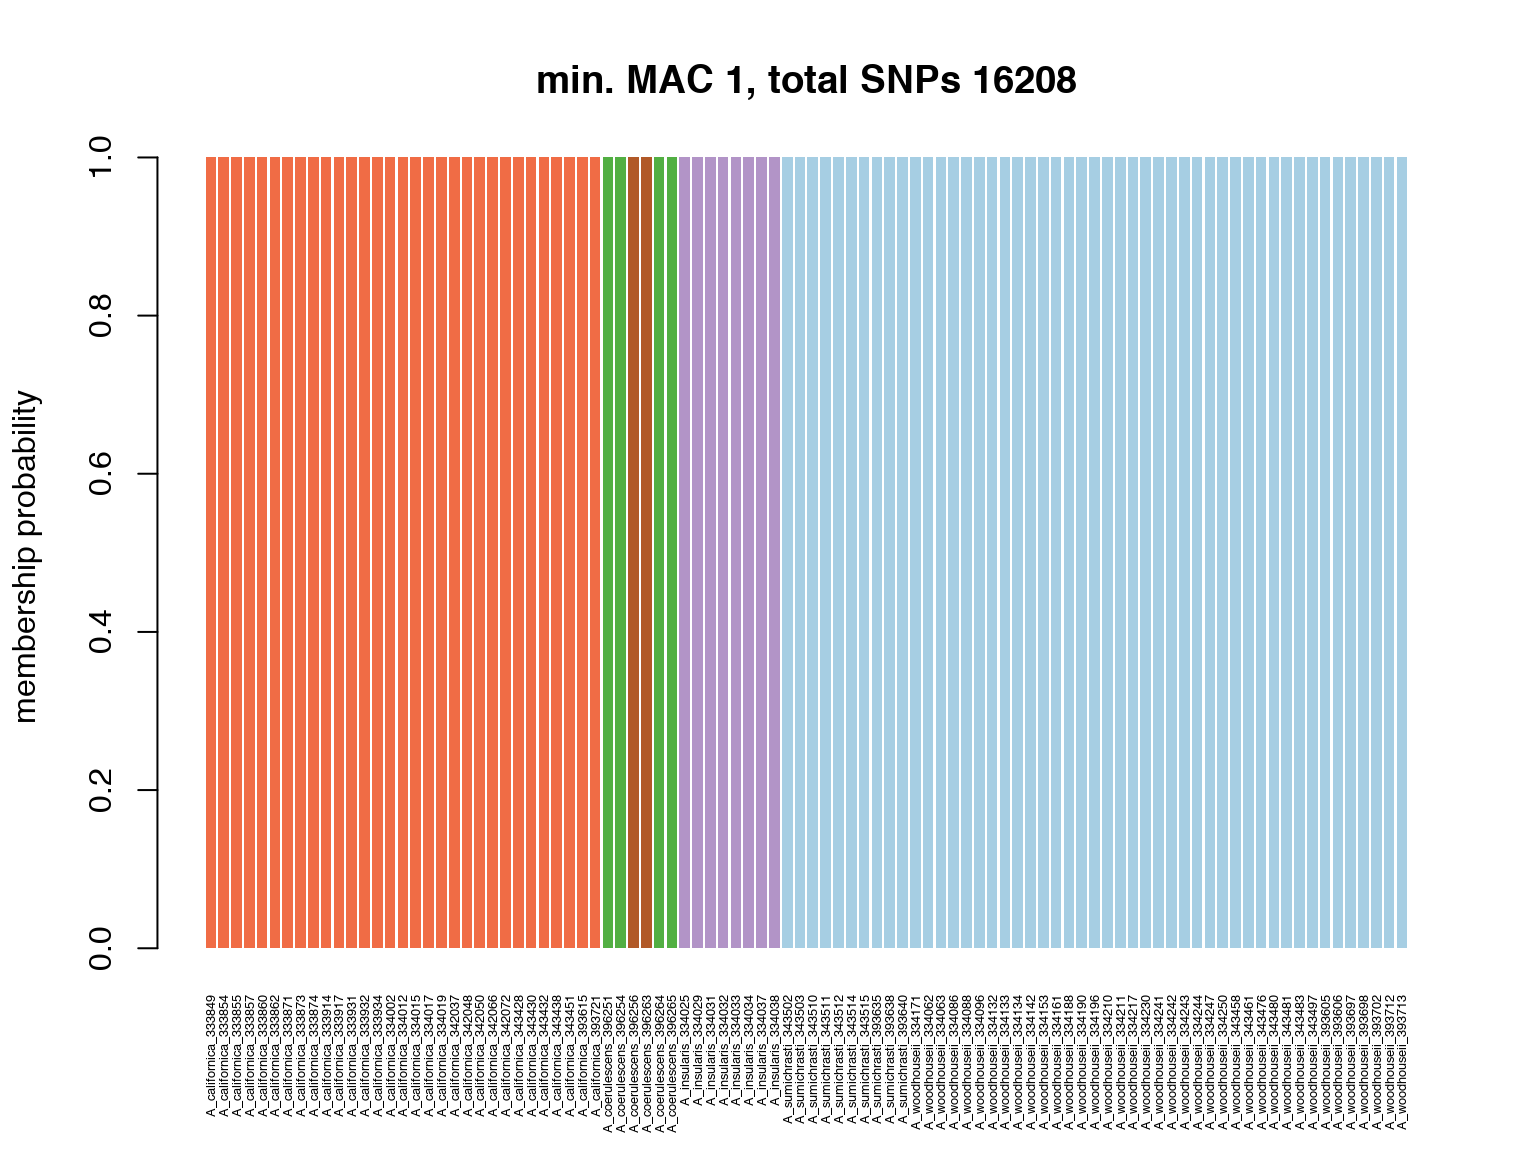 min. MAC 1, total SNPs 16208
membership probability
1.0
0.8
0.6
0.4
0.2
0.0
A_californica_333849
A_californica_333854
A_californica_333855
A_californica_333857
A_californica_333860
A_californica_333862
A_californica_333871
A_californica_333873
A_californica_333874
A_californica_333914
A_californica_333917
A_californica_333931
A_californica_333932
A_californica_333934
A_californica_334002
A_californica_334012
A_californica_334015
A_californica_334017
A_californica_334019
A_californica_342037
A_californica_342048
A_californica_342050
A_californica_342066
A_californica_342072
A_californica_343428
A_californica_343430
A_californica_343432
A_californica_343438
A_californica_343451
A_californica_393615
A_californica_393721
A_coerulescens_396251
A_coerulescens_396254
A_coerulescens_396256
A_coerulescens_396263
A_coerulescens_396264
A_coerulescens_396265
A_insularis_334025
A_insularis_334029
A_insularis_334031
A_insularis_334032
A_insularis_334033
A_insularis_334034
A_insularis_334037
A_insularis_334038
A_sumichrasti_343502
A_sumichrasti_343503
A_sumichrasti_343510
A_sumichrasti_343511
A_sumichrasti_343512
A_sumichrasti_343514
A_sumichrasti_343515
A_sumichrasti_393635
A_sumichrasti_393638
A_sumichrasti_393640
A_woodhouseii_334171
A_woodhouseii_334062
A_woodhouseii_334063
A_woodhouseii_334086
A_woodhouseii_334088
A_woodhouseii_334096
A_woodhouseii_334132
A_woodhouseii_334133
A_woodhouseii_334134
A_woodhouseii_334142
A_woodhouseii_334153
A_woodhouseii_334161
A_woodhouseii_334188
A_woodhouseii_334190
A_woodhouseii_334196
A_woodhouseii_334210
A_woodhouseii_334211
A_woodhouseii_334217
A_woodhouseii_334230
A_woodhouseii_334241
A_woodhouseii_334242
A_woodhouseii_334243
A_woodhouseii_334244
A_woodhouseii_334247
A_woodhouseii_334250
A_woodhouseii_343458
A_woodhouseii_343461
A_woodhouseii_343476
A_woodhouseii_343480
A_woodhouseii_343481
A_woodhouseii_343483
A_woodhouseii_343497
A_woodhouseii_393605
A_woodhouseii_393606
A_woodhouseii_393697
A_woodhouseii_393698
A_woodhouseii_393702
A_woodhouseii_393712
A_woodhouseii_393713